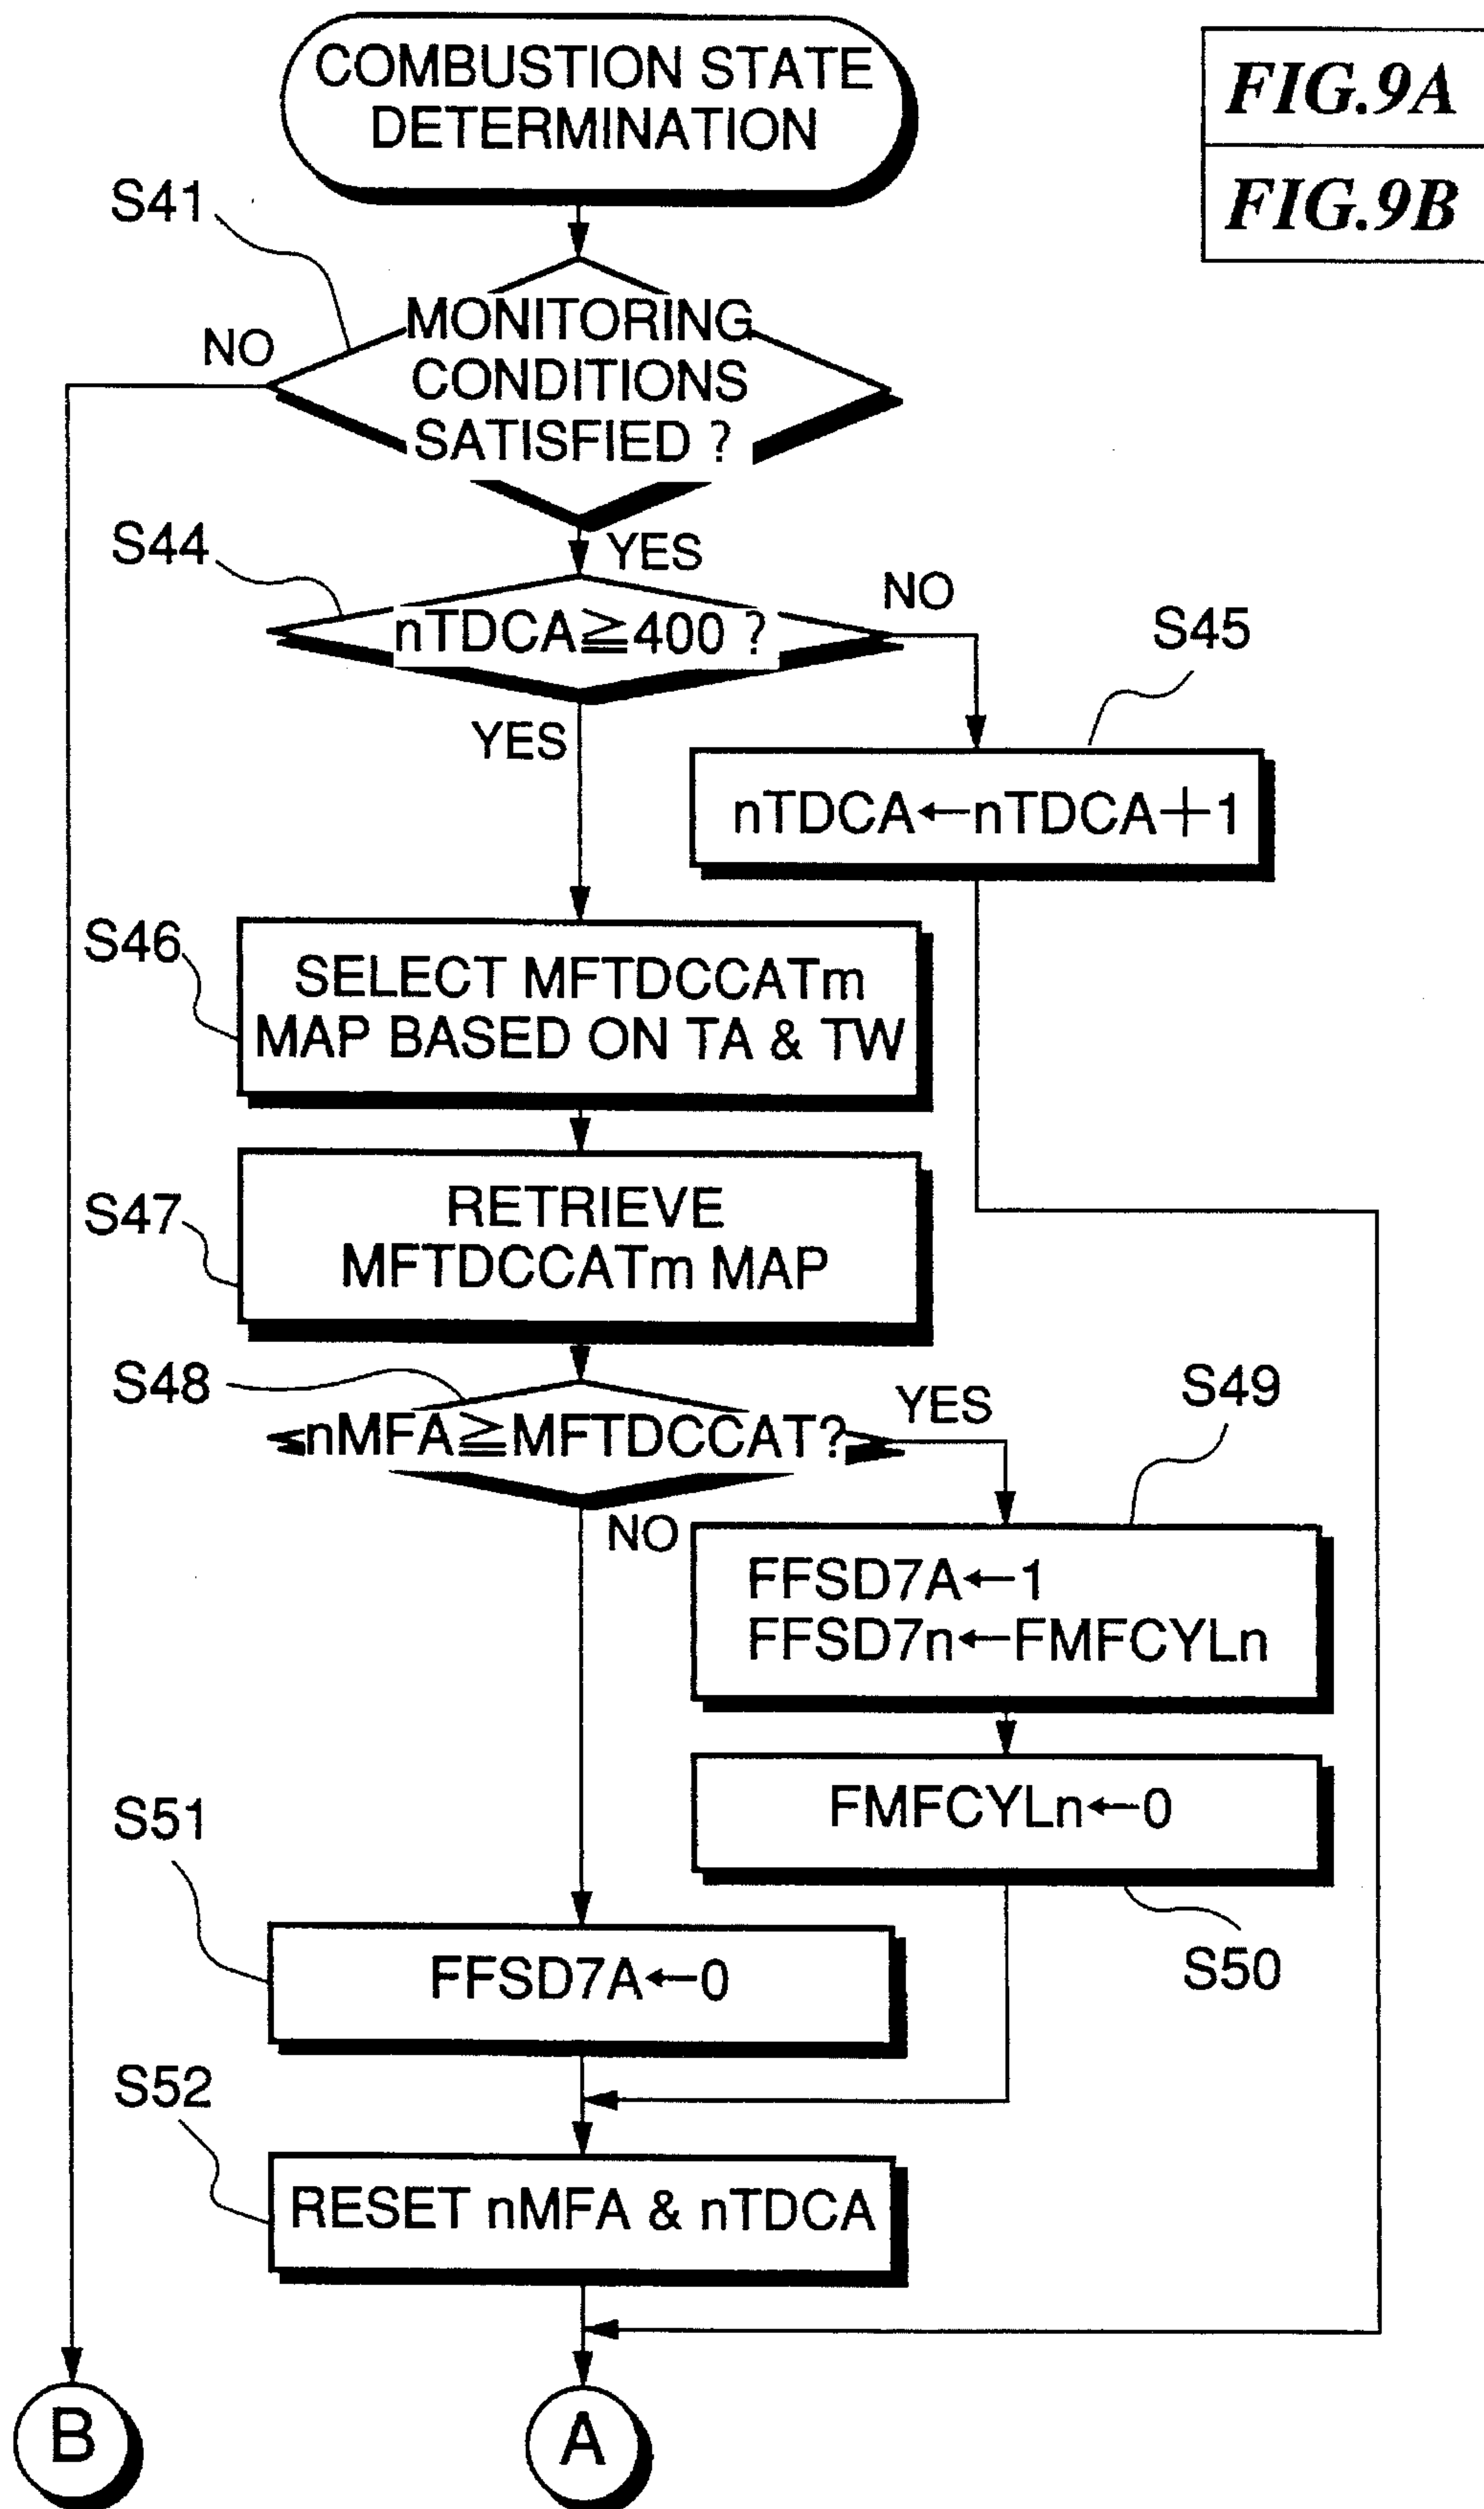 COMBUSTION STATE
DETERMINATION
FIG.9A
FIG.9B
S41
MONITORING
CONDITIONS
SATISFIED ?
NO
YES
S44
nTDCA≧400 ?
NO
YES
S45
nTDCA←nTDCA+1
S46
SELECT MFTDCCATm
MAP BASED ON TA & TW
S47
RETRIEVE
MFTDCCATm MAP
S48
nMFA≧MFTDCCAT?
YES
NO
S49
FFSD7A←1
FFSD7n←FMFCYLn
FMFCYLn←0
S50
S51
FFSD7A←0
S52
RESET nMFA & nTDCA
B
A